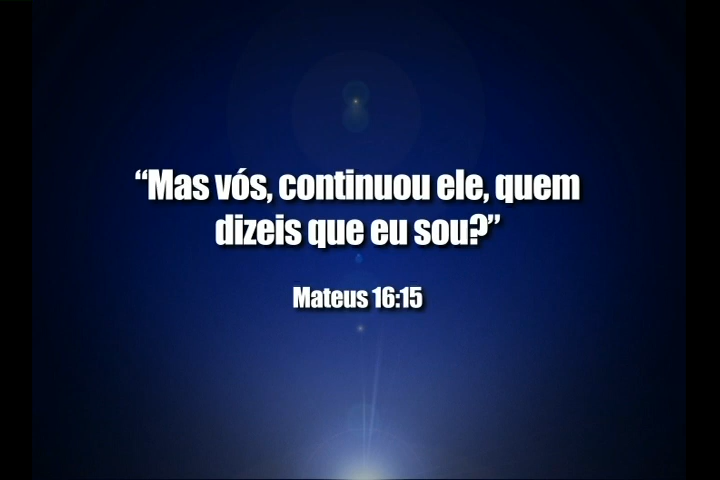 “Mas vós, continuou ele, quem
dizeis que eu sou?”
Mateus 16:15